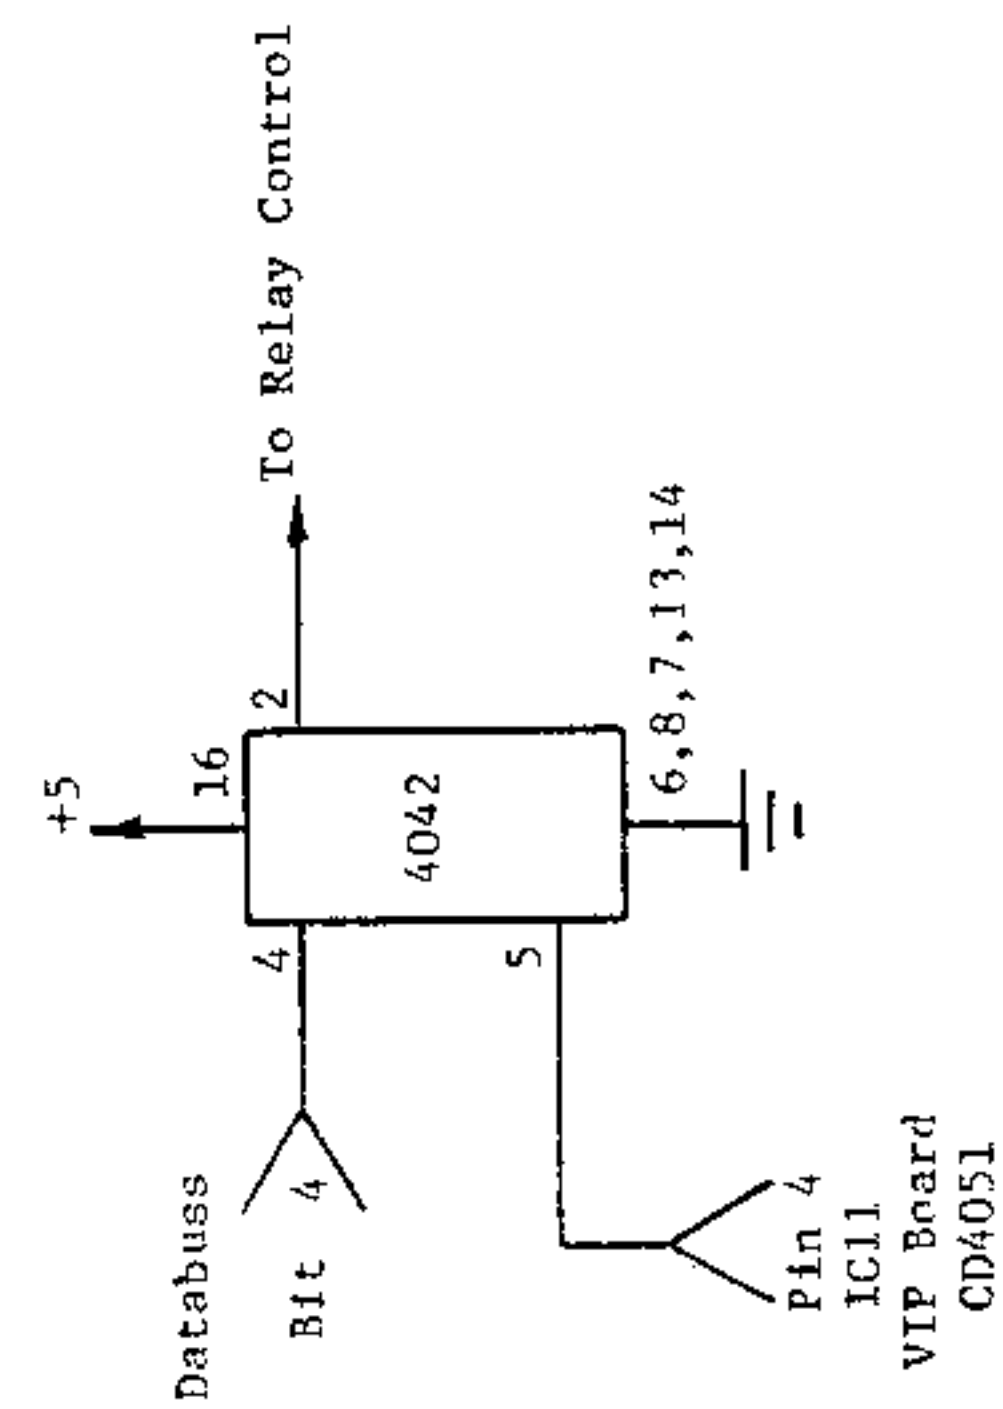 +5
Databuss
16
4
2
To Relay Control
Bit 4
4042
5
6,8,7,13,14
Pin 4
IC11
VIP Board
CD4051